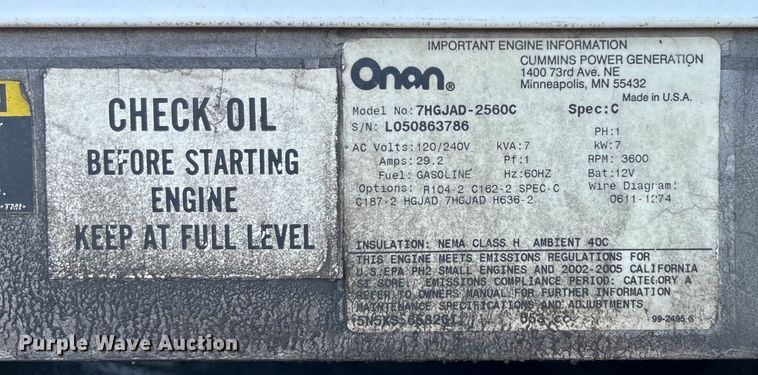 CHECK OIL
BEFORE STARTING
ENGINE
KEEP AT FULL LEVEL
IMPORTANT ENGINE INFORMATION
Onan®
CUMMINS POWER GENERATION
1400 73rd Ave. NE
Minneapolis, MN 55432
Made in U.S.A.
Model No: 7HGJAD-2560C Spec: C
S/N: L050863786
PH: 1
AC Volts: 120/240V kVA: 7 kW: 7
Amps: 29.2 Pf: 1 RPM: 3600
Fuel: GASOLINE Hz: 60HZ Bat: 12V
Options: R104-2 C162-2 SPEC-C Wire Diagram:
C187-2 HGJAD 7HGJAD H636-2 0611-1274
INSULATION: NEMA CLASS H AMBIENT 40C
THIS ENGINE MEETS EMISSIONS REGULATIONS FOR
U.S. EPA PH2 SMALL ENGINES AND 2002-2005 CALIFORNIA
SI SORE. EMISSIONS COMPLIANCE PERIOD: CATEGORY A
REFER TO OWNERS MANUAL FOR FURTHER INFORMATION
MAINTENANCE SPECIFICATIONS AND ADJUSTMENTS
99-2495
Purple Wave Auction